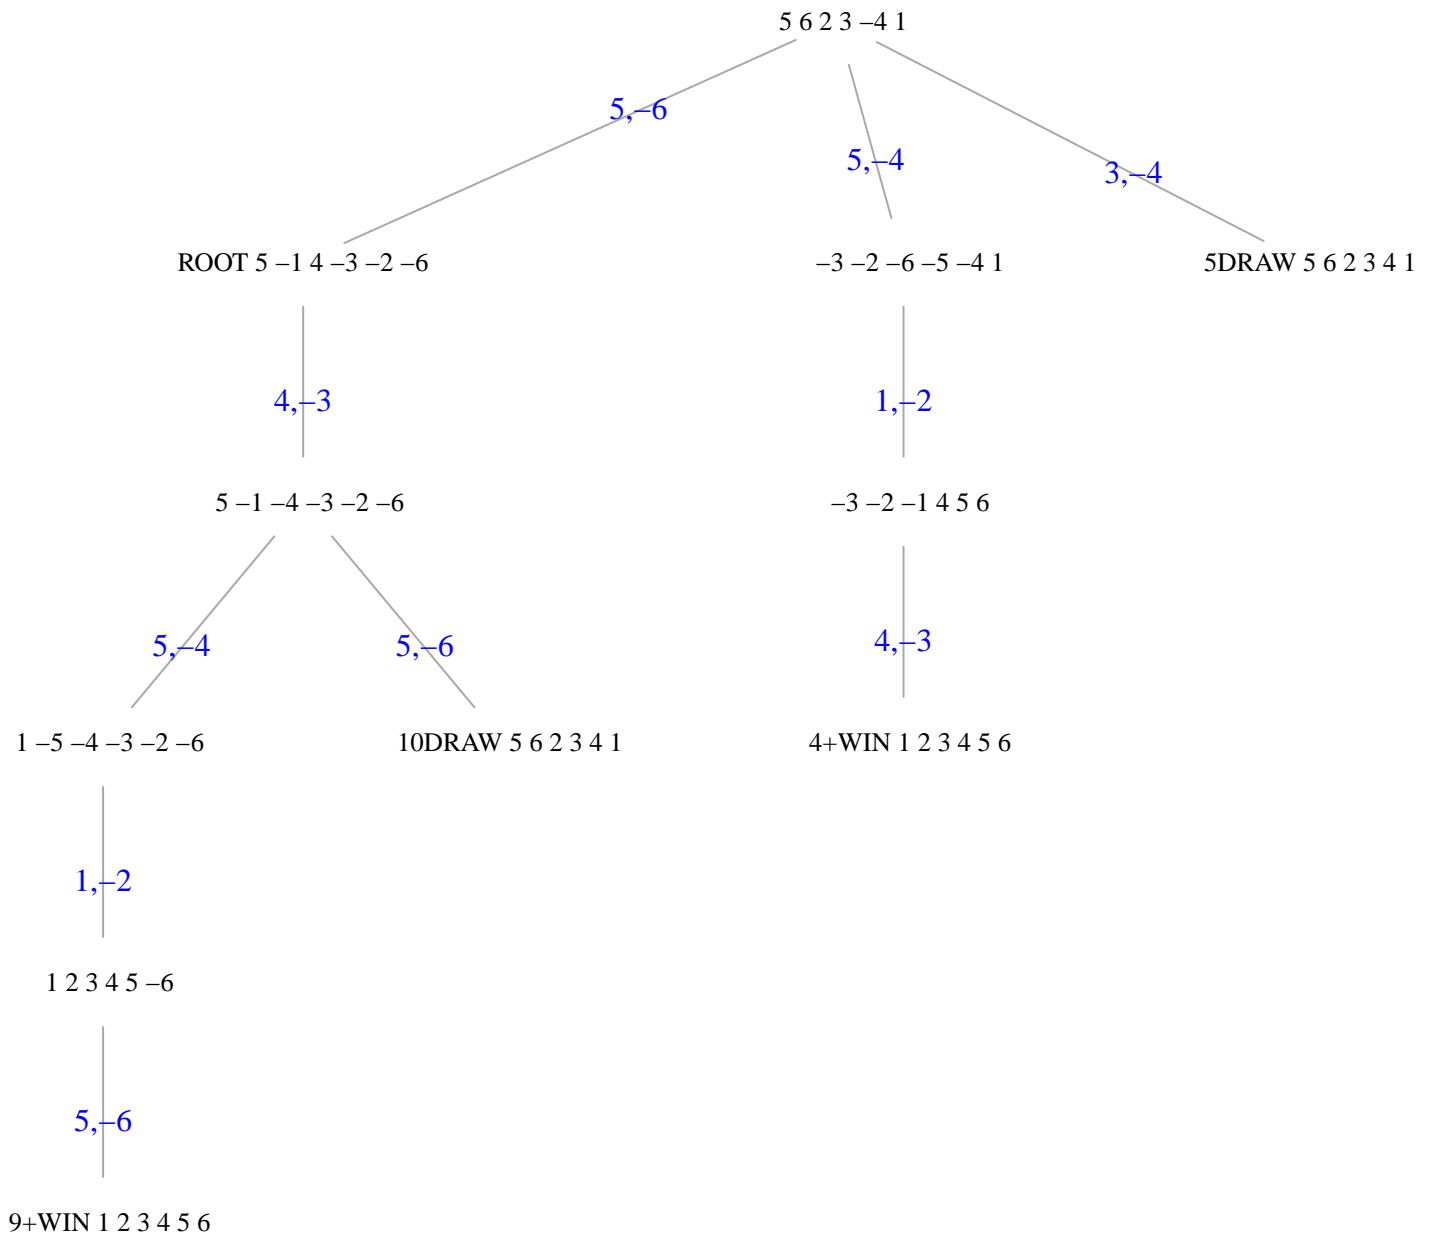 5 6 2 3 –4 1
5,–6
5,–4
3,–4
ROOT 5 –1 4 –3 –2 –6
–3 –2 –6 –5 –4 1
5DRAW 5 6 2 3 4 1
4,–3
1,–2
5 –1 –4 –3 –2 –6
–3 –2 –1 4 5 6
5,–4
5,–6
4,–3
1 –5 –4 –3 –2 –6
10DRAW 5 6 2 3 4 1
4+WIN 1 2 3 4 5 6
1,–2
1 2 3 4 5 –6
5,–6
9+WIN 1 2 3 4 5 6